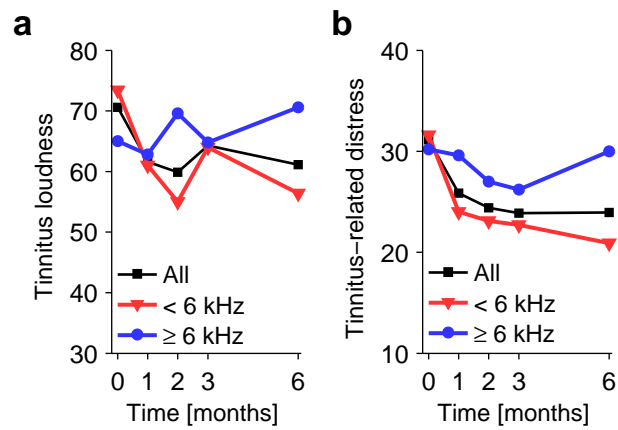 a
Tinnitus loudness
80
70
60
50
40
30
All
< 6 kHz
≥ 6 kHz
0 1 2 3 6
Time [months]
b
Tinnitus−related distress
40
30
20
10
All
< 6 kHz
≥ 6 kHz
0 1 2 3 6
Time [months]